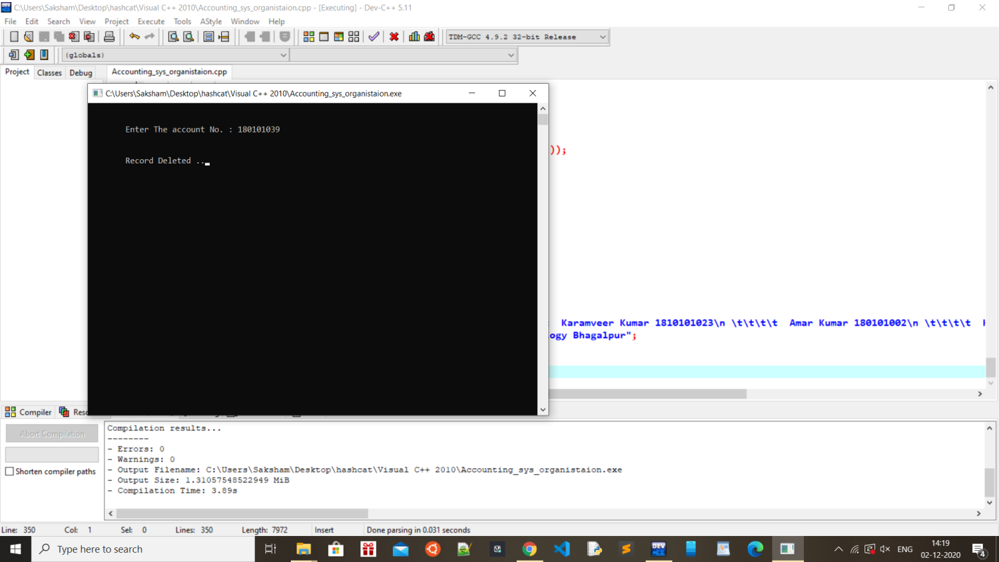 C:\Users\Saksham\Desktop\hashcat\Visual C++ 2010\Accounting_sys_organistaion.cpp - [Executing] - Dev-C++ 5.11
File Edit Search View Project Execute Tools AStyle Window Help
TDM-GCC 4.9.2 32-bit Release
(globals)
Project Classes Debug Accounting_sys_organistaion.cpp
C:\Users\Saksham\Desktop\hashcat\Visual C++ 2010\Accounting_sys_organistaion.exe
Enter The account No. : 180101039
));
Record Deleted ..
Karamveer Kumar 1810101023\n \t\t\t\t Amar Kumar 180101002\n \t\t\t\t
ogy Bhagalpur";
Compiler Reso
Abort Compilation
Shorten compiler paths
Compilation results...
--------
- Errors: 0
- Warnings: 0
- Output Filename: C:\Users\Saksham\Desktop\hashcat\Visual C++ 2010\Accounting_sys_organistaion.exe
- Output Size: 1.31057548522949 MiB
- Compilation Time: 3.89s
Line: 350 Col: 1 Sel: 0 Lines: 350 Length: 7972 Insert Done parsing in 0.031 seconds
Type here to search
DEV
ENG
14:19
02-12-2020
4